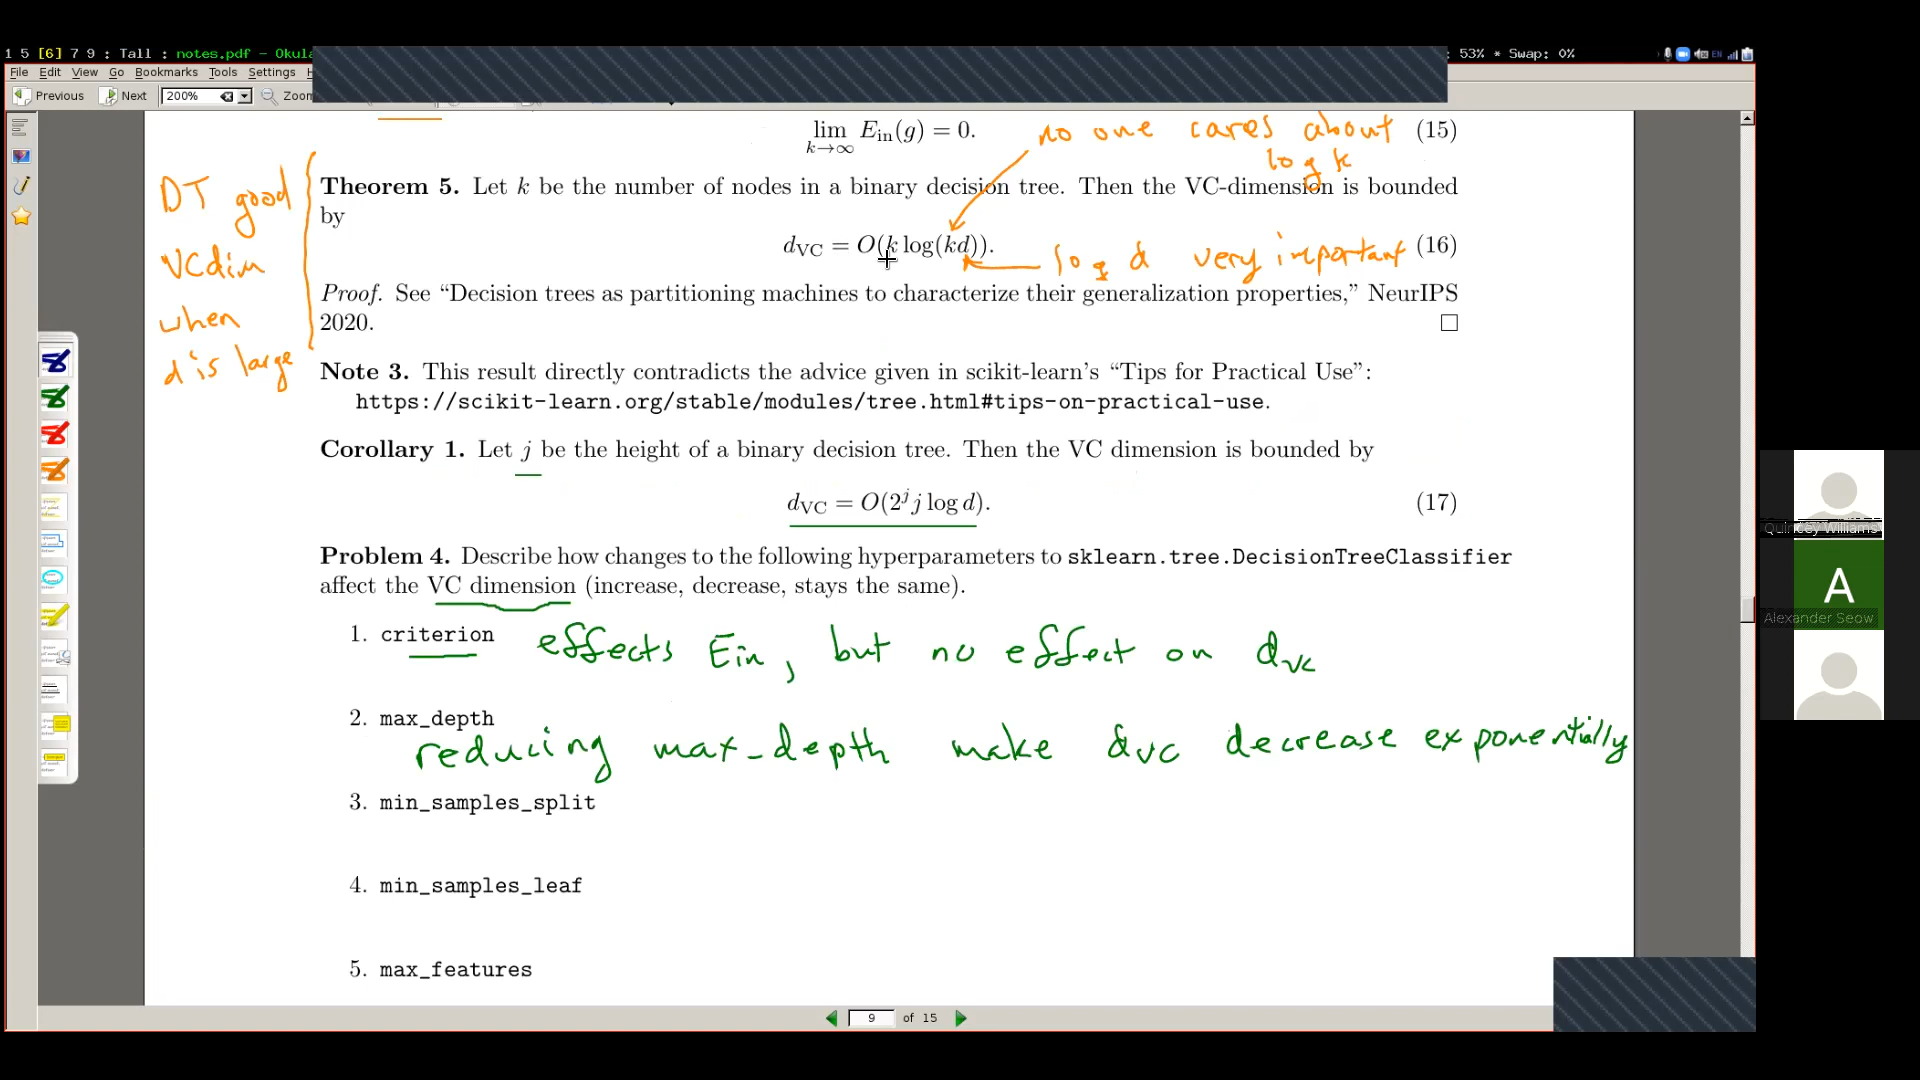 1 5 [6] 7 9 : Tall : notes.pdf - Okula
: 53% * Swap: 0%
EN
File Edit View Go Bookmarks Tools Settings H
Previous Next 200% Zoom
lim k→∞ E_in(g) = 0. (15)
no one cares about
log k
Theorem 5. Let k be the number of nodes in a binary decision tree. Then the VC-dimension is bounded
by
d_VC = O(k log(kd)). (16)
log d very important
DT good
VCdim
when
d is large
Proof. See “Decision trees as partitioning machines to characterize their generalization properties,” NeurIPS
2020. □
Note 3. This result directly contradicts the advice given in scikit-learn’s “Tips for Practical Use”:
https://scikit-learn.org/stable/modules/tree.html#tips-on-practical-use.
Corollary 1. Let j be the height of a binary decision tree. Then the VC dimension is bounded by
d_VC = O(2^j j log d). (17)
Problem 4. Describe how changes to the following hyperparameters to sklearn.tree.DecisionTreeClassifier
affect the VC dimension (increase, decrease, stays the same).
1. criterion effects Ein, but no effect on dvc
2. max_depth
reducing max_depth make dvc decrease exponentially
3. min_samples_split
4. min_samples_leaf
5. max_features
9 of 15
Quincey Williams
A
Alexander Seow